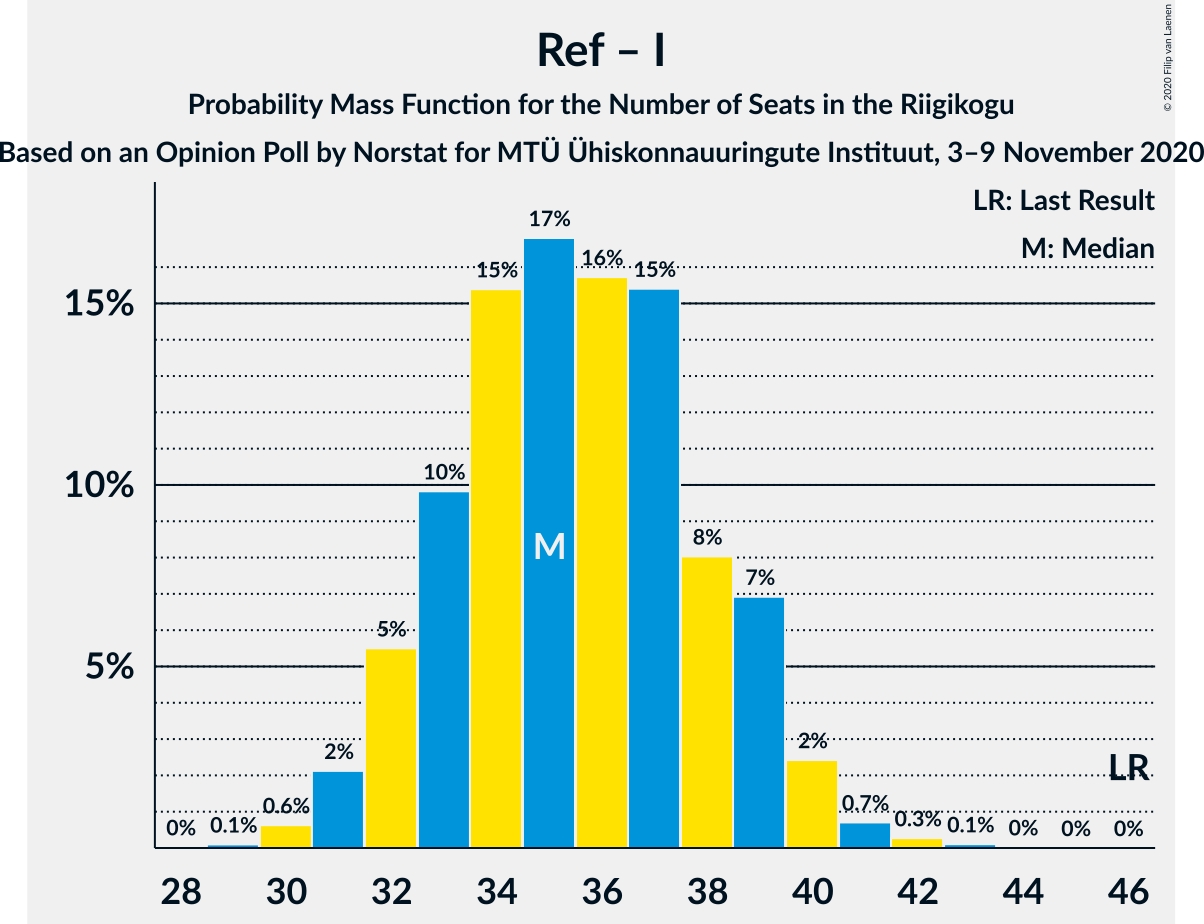 Ref – I
Probability Mass Function for the Number of Seats in the Riigikogu
Based on an Opinion Poll by Norstat for MTÜ Ühiskonnauuringute Instituut, 3–9 November 2020
© 2020 Filip van Laenen
LR: Last Result
M: Median
17%
16%
15%
15%
15%
10%
10%
8%
M
7%
5%
5%
2%
2%
LR
0.6%
0.7%
0% 0.1% 0.3% 0.1% 0% 0% 0%
28 30 32 34 36 38 40 42 44 46